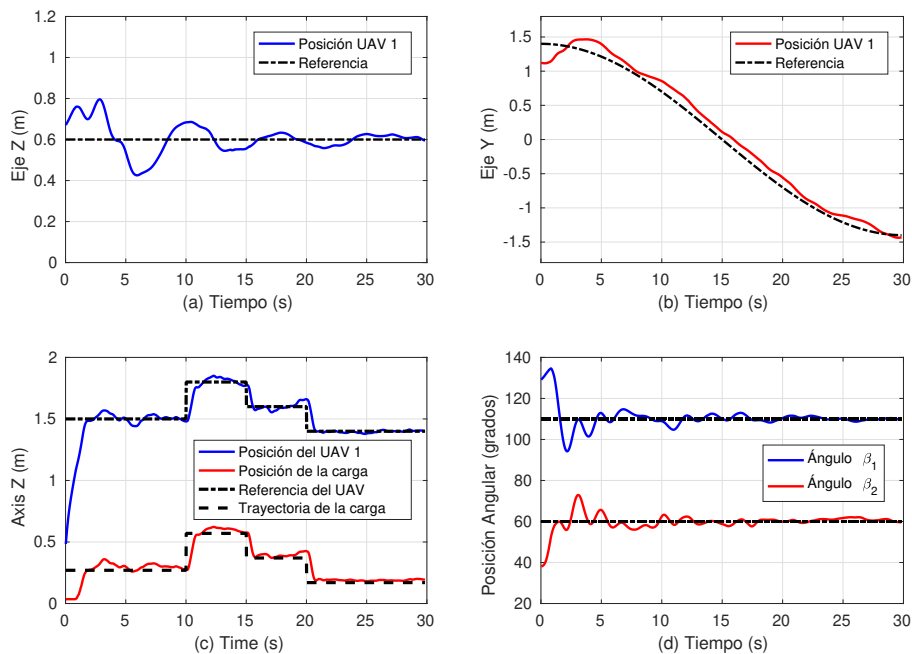 1.2
1
0.8
0.6
0.4
0.2
0
Eje Z (m)
Posición UAV 1
Referencia
0 5 10 15 20 25 30
(a) Tiempo (s)
1.5
1
0.5
0
-0.5
-1
-1.5
Eje Y (m)
Posición UAV 1
Referencia
0 5 10 15 20 25 30
(b) Tiempo (s)
2
1.5
1
0.5
0
Axis Z (m)
Posición del UAV 1
Posición de la carga
Referencia del UAV
Trayectoria de la carga
0 5 10 15 20 25 30
(c) Time (s)
140
120
100
80
60
40
20
Posición Angular (grados)
Ángulo β₁
Ángulo β₂
0 5 10 15 20 25 30
(d) Tiempo (s)